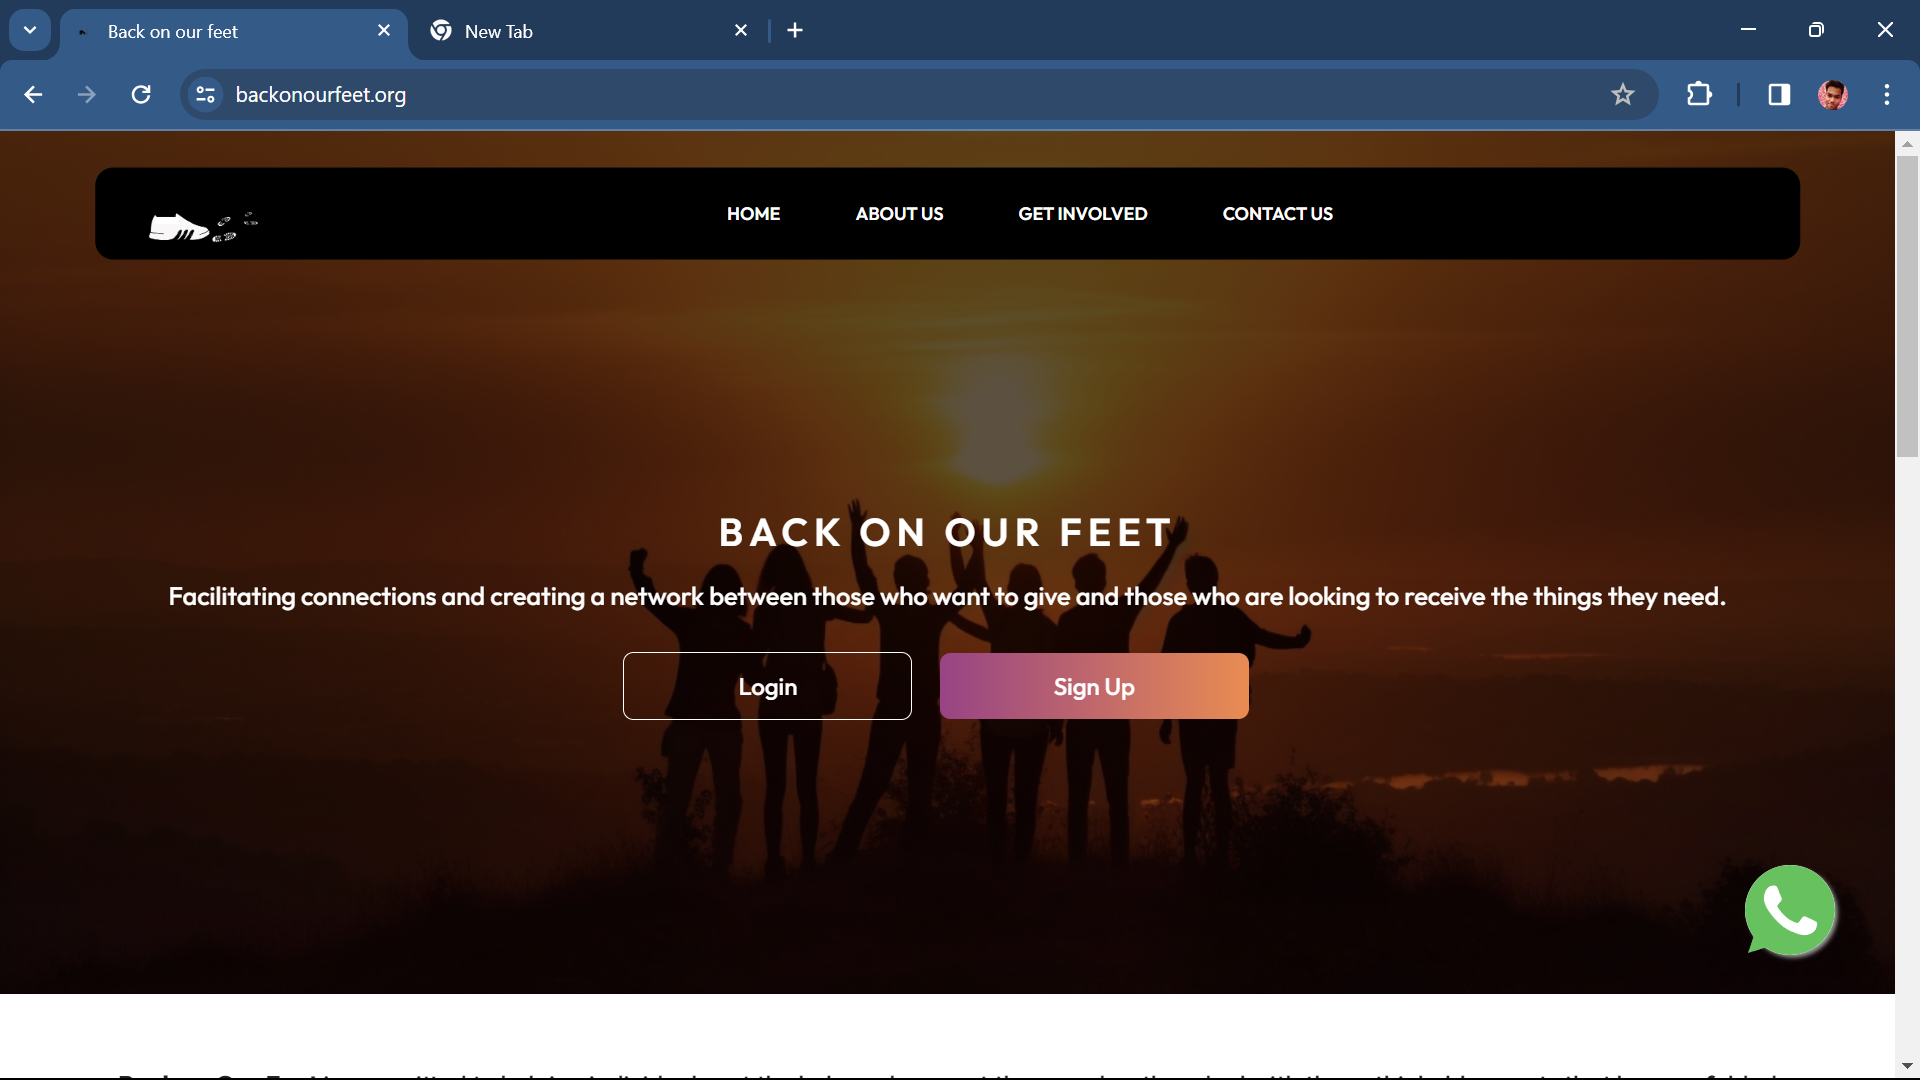 Back on our feet
New Tab
backonourfeet.org
HOME
ABOUT US
GET INVOLVED
CONTACT US
BACK ON OUR FEET
Facilitating connections and creating a network between those who want to give and those who are looking to receive the things they need.
Login
Sign Up